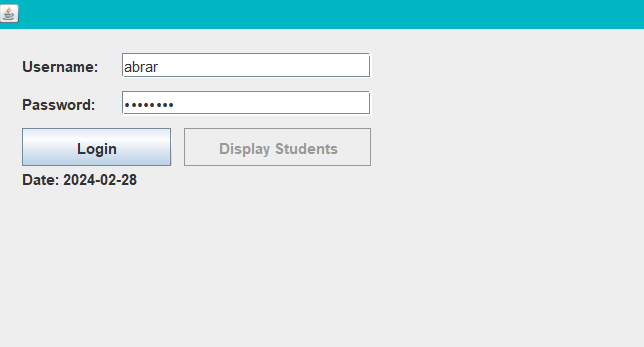 Username: abrar
Password: ••••••••
Login Display Students
Date: 2024-02-28